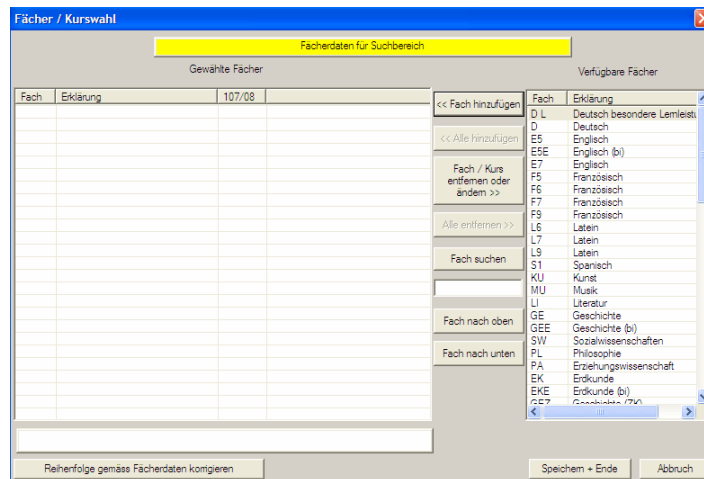 Fächer / Kurswahl
Fächerdaten für Suchbereich
Gewählte Fächer
Verfügbare Fächer
Fach Erklärung 107/08
<< Fach hinzufügen
<< Alle hinzufügen
Fach / Kurs
entfernen oder
ändern >>
Alle entfernen >>
Fach suchen
Fach nach oben
Fach nach unten
Fach Erklärung
D L Deutsch besondere Lernleistu
D Deutsch
E5 Englisch
E5E Englisch (bi)
E7 Englisch
F5 Französisch
F6 Französisch
F7 Französisch
F9 Französisch
L6 Latein
L7 Latein
L9 Latein
S1 Spanisch
KU Kunst
MU Musik
LI Literatur
GE Geschichte
GEE Geschichte (bi)
SW Sozialwissenschaften
PL Philosophie
PA Erziehungswissenschaft
EK Erdkunde
EKE Erdkunde (bi)
GEZ Geschichte (ZK)
Reihenfolge gemäss Fächerdaten korrigieren
Speichern + Ende
Abbruch